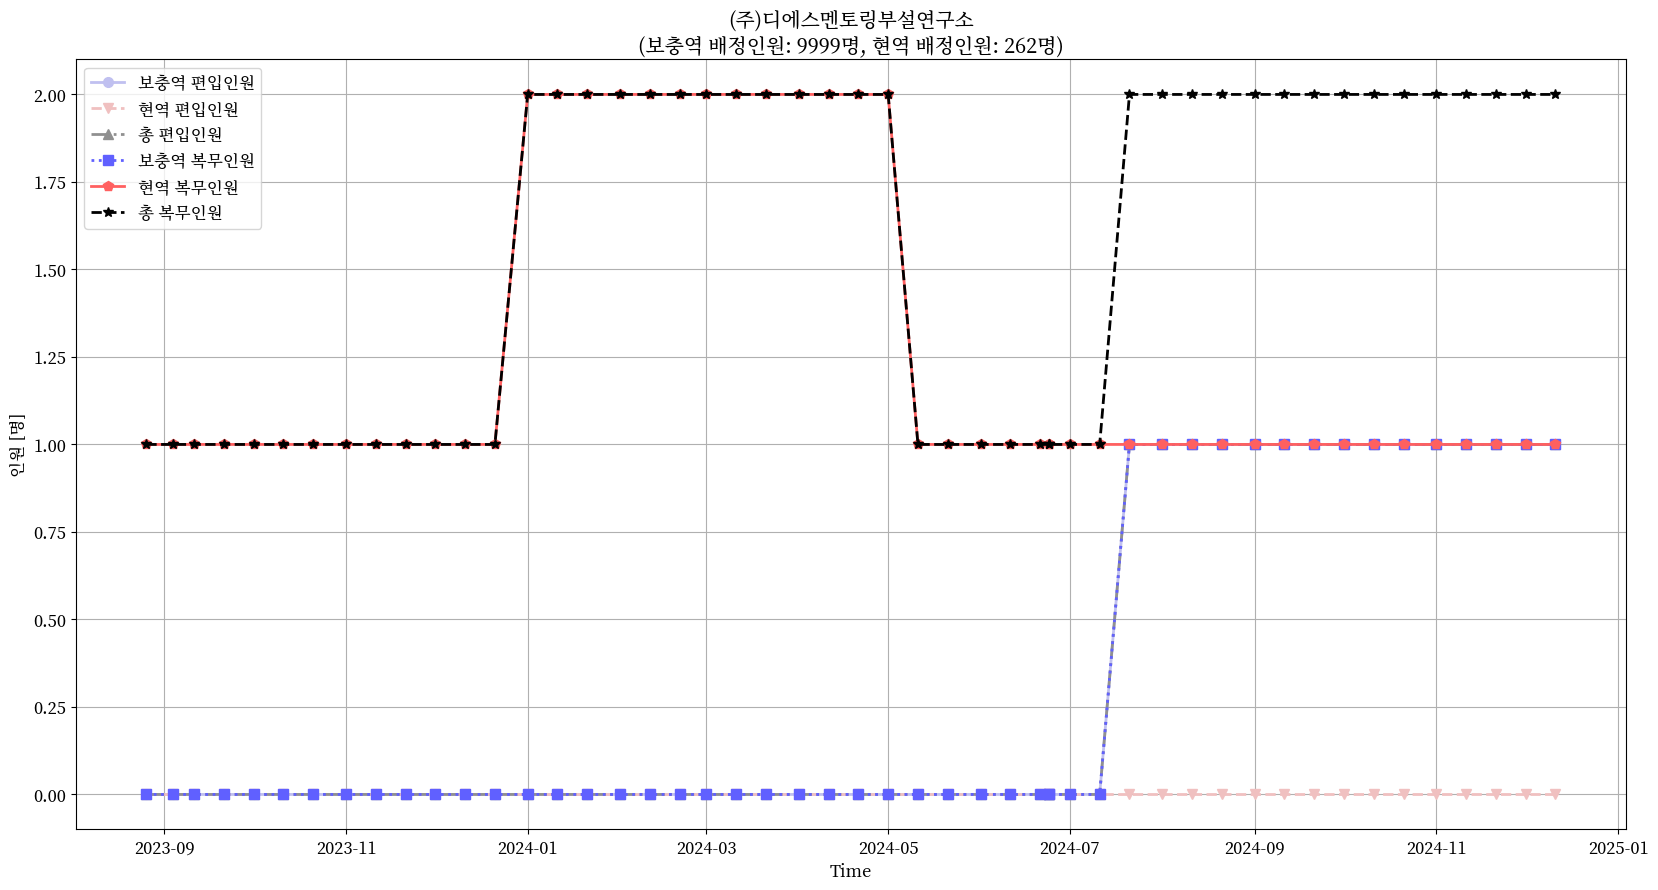 (주)디에스멘토링부설연구소
(보충역 배정인원: 9999명, 현역 배정인원: 262명)
보충역 편입인원
현역 편입인원
총 편입인원
보충역 복무인원
현역 복무인원
총 복무인원
인원 [명]
2.00
1.75
1.50
1.25
1.00
0.75
0.50
0.25
0.00
2023-09 2023-11 2024-01 2024-03 2024-05 2024-07 2024-09 2024-11 2025-01
Time